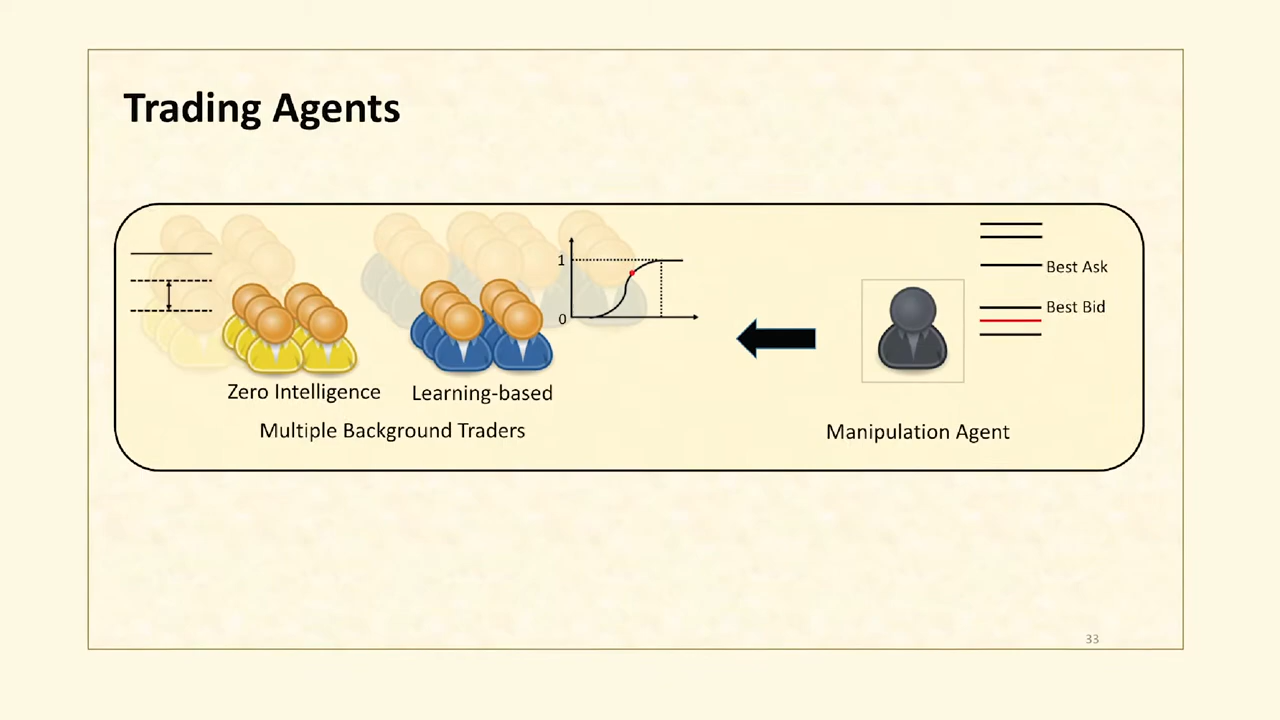 Trading Agents
1
0
Best Ask
Best Bid
Zero Intelligence
Learning-based
Multiple Background Traders
Manipulation Agent
33